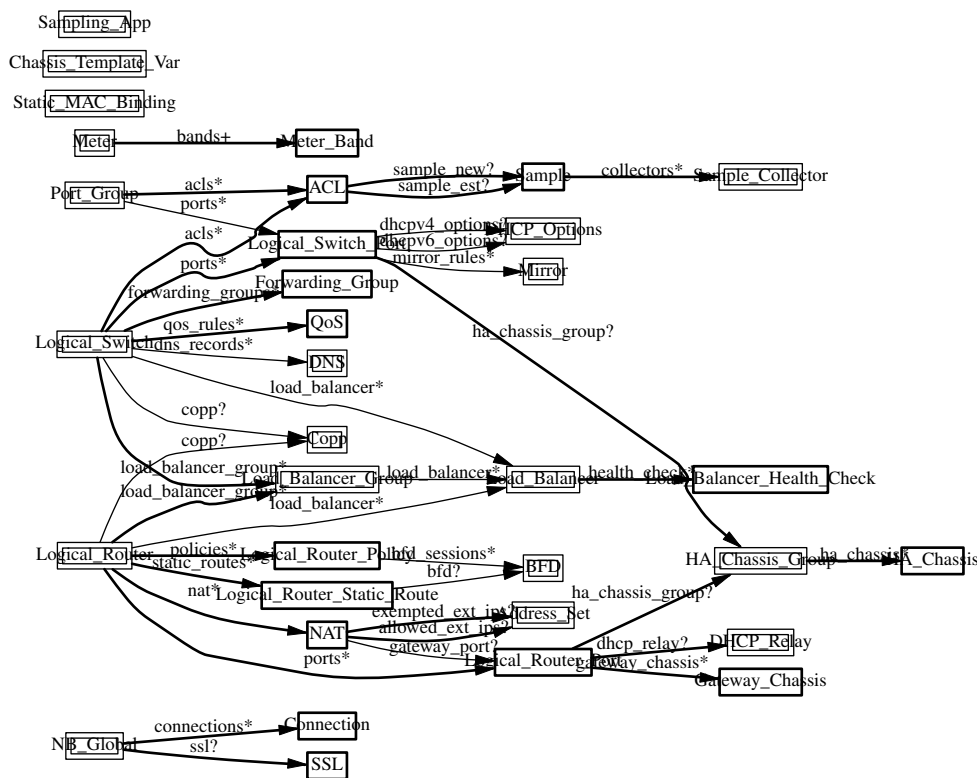 Sampling_App
Chassis_Template_Var
Static_MAC_Binding
Meter
bands+
Meter_Band
Port_Group
acls*
ports*
ACL
sample_new?
sample_est?
Sample
collectors*
Sample_Collector
acls*
ports*
Logical_Switch_Port
dhcpv4_options?
dhcpv6_options?
mirror_rules*
DHCP_Options
Mirror
forwarding_groups*
Forwarding_Group
Logical_Switch
qos_rules*
QoS
dns_records*
DNS
ha_chassis_group?
load_balancer*
copp?
copp?
Copp
load_balancer_group*
load_balancer_group*
Load_Balancer_Group
load_balancer*
Load_Balancer
health_check*
Load_Balancer_Health_Check
load_balancer*
Logical_Router
policies*
Logical_Router_Policy
bfd_sessions*
static_routes*
Logical_Router_Static_Route
bfd?
BFD
HA_Chassis_Group
ha_chassis*
HA_Chassis
nat*
NAT
exempted_ext_ips?
allowed_ext_ips?
Address_Set
gateway_port?
ha_chassis_group?
ports*
Logical_Router_Port
dhcp_relay?
DHCP_Relay
gateway_chassis*
Gateway_Chassis
NB_Global
connections*
Connection
ssl?
SSL